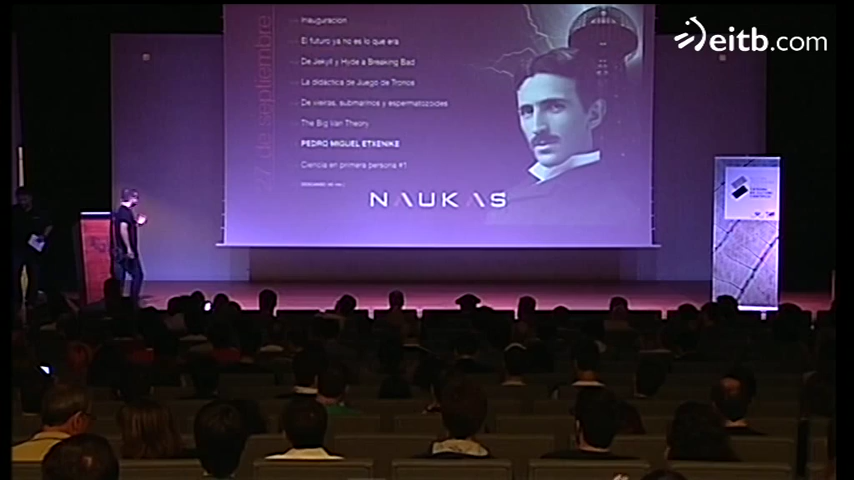 eitb.com
27 de septiembre
Inauguración
El futuro ya no es lo que era
De Jekyll y Hyde a Breaking Bad
La didáctica de Juego de Tronos
De vieiras, submarinos y espermatozoides
The Big Van Theory
PEDRO MIGUEL ETXENIKE
Ciencia en primera persona #1
NAUKAS